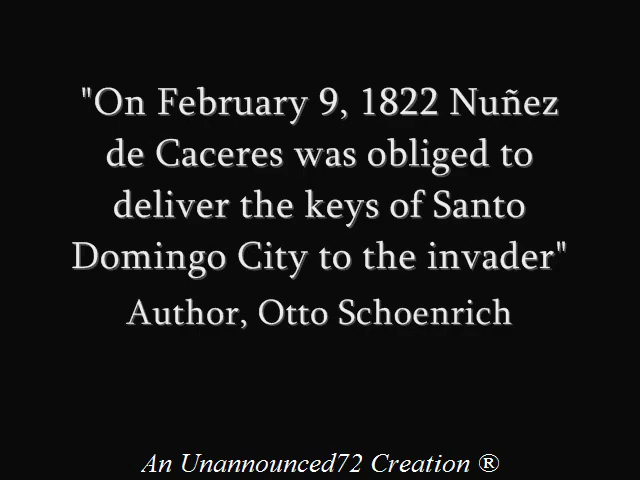 "On February 9, 1822 Nuñez
de Caceres was obliged to
deliver the keys of Santo
Domingo City to the invader"
Author, Otto Schoenrich
An Unannounced72 Creation ®